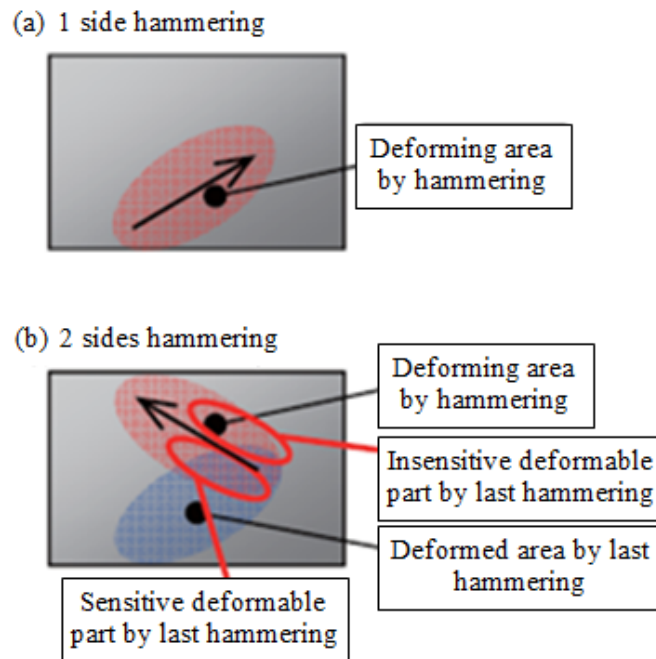 (a) 1 side hammering
Deforming area
by hammering
(b) 2 sides hammering
Deforming area
by hammering
Insensitive deformable
part by last hammering
Deformed area by last
hammering
Sensitive deformable
part by last hammering